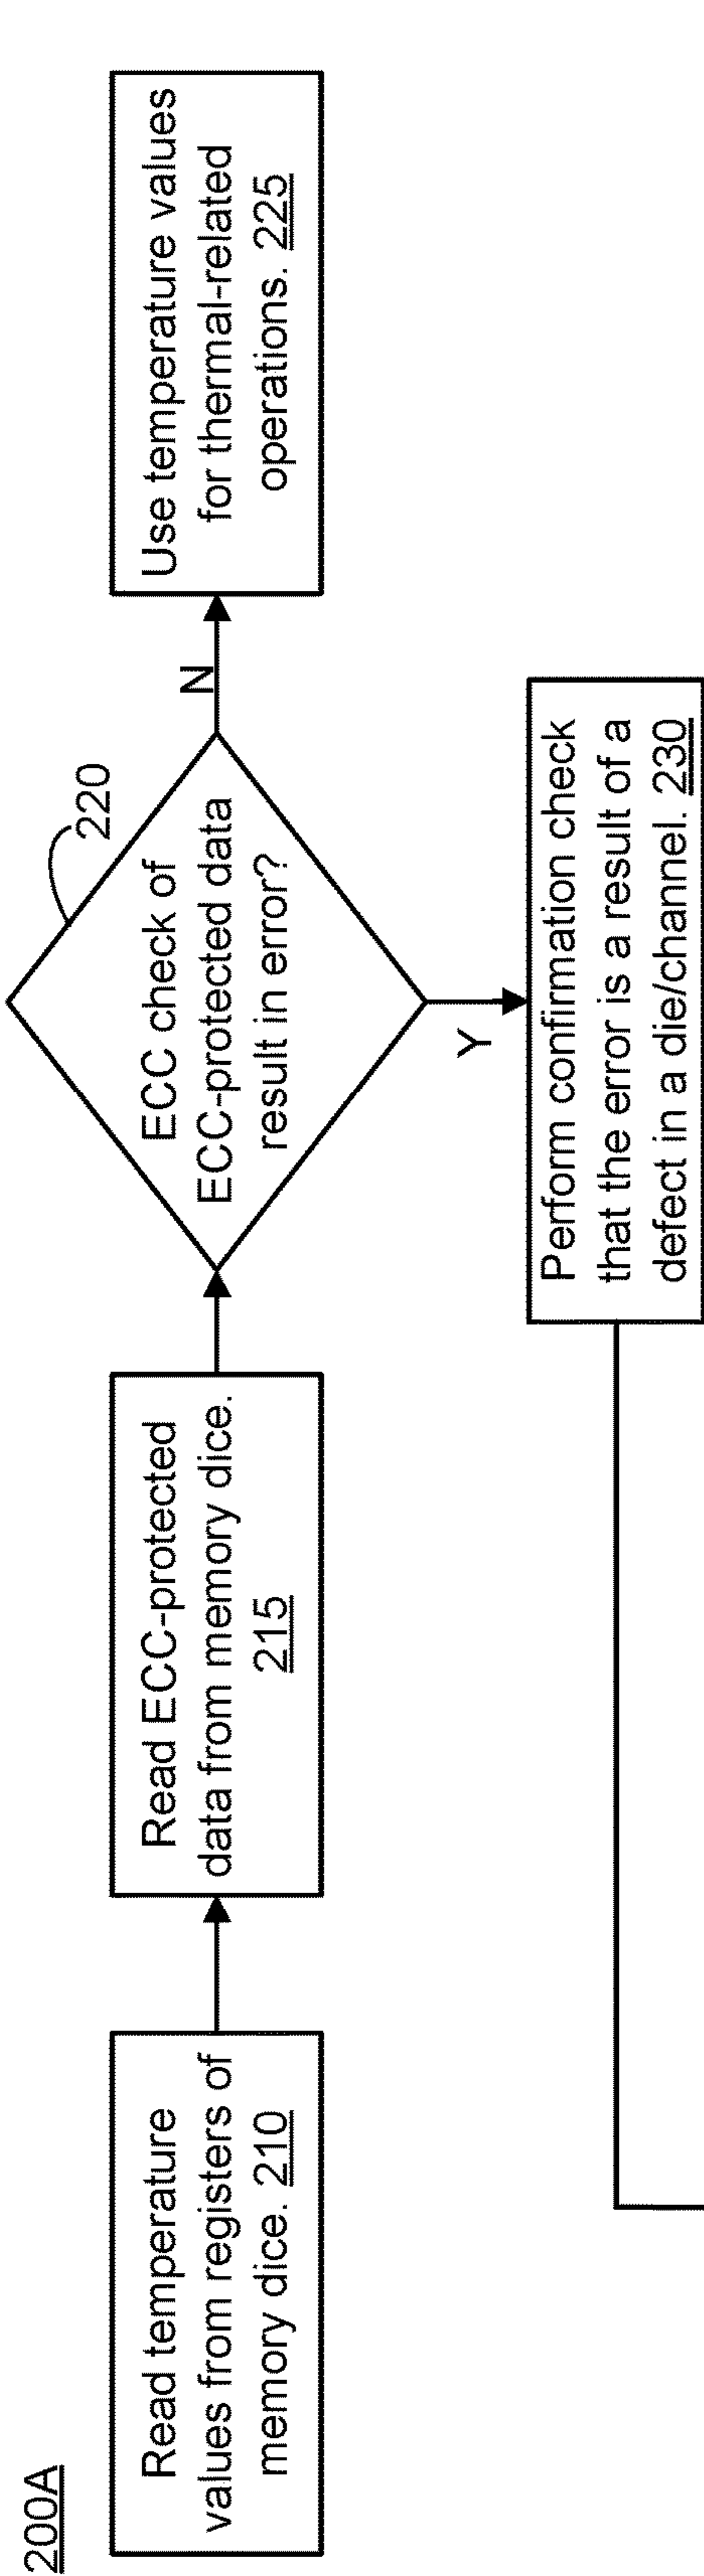 200A
Read temperature
values from registers of
memory dice. 210
Read ECC-protected
data from memory dice.
215
220
ECC check of
ECC-protected data
result in error?
N
Use temperature values
for thermal-related
operations. 225
Y
Perform confirmation check
that the error is a result of a
defect in a die/channel. 230